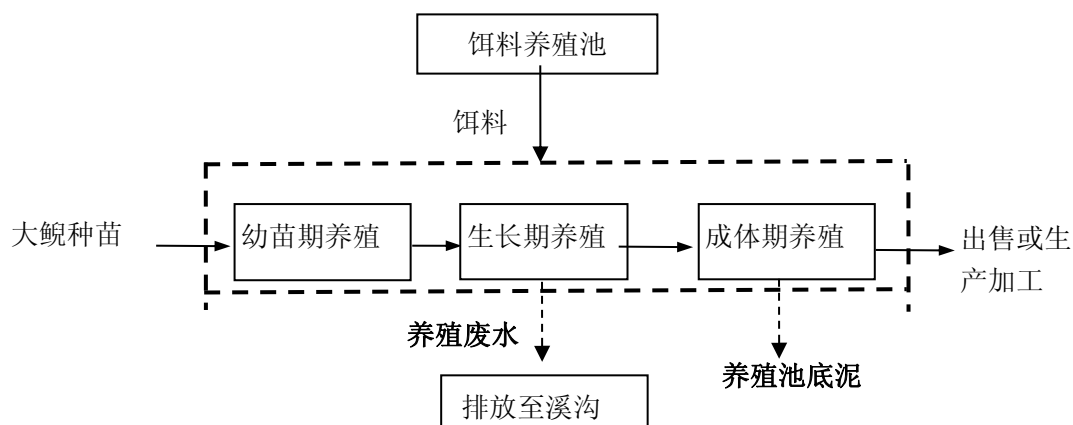 饵料养殖池
饵料
大鲵种苗
幼苗期养殖
生长期养殖
成体期养殖
出售或生
产加工
养殖废水
养殖池底泥
排放至溪沟